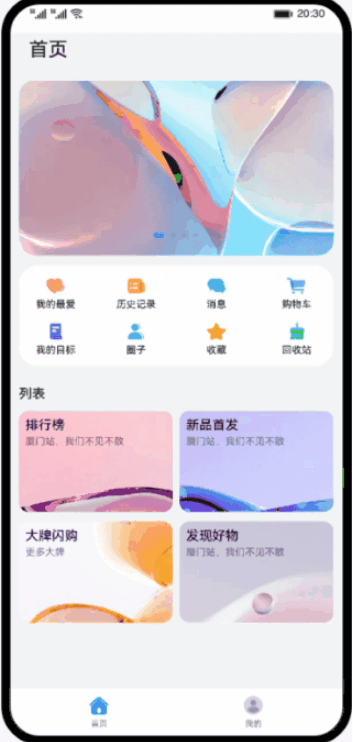 20:30
首页
我的最爱 历史记录 消息 购物车
我的目标 圈子 收藏 回收站
列表
排行榜 新品首发
厦门站，我们不见不散 厦门站，我们不见不散
大牌闪购 发现好物
更多大牌 厦门站，我们不见不散
首页 我的